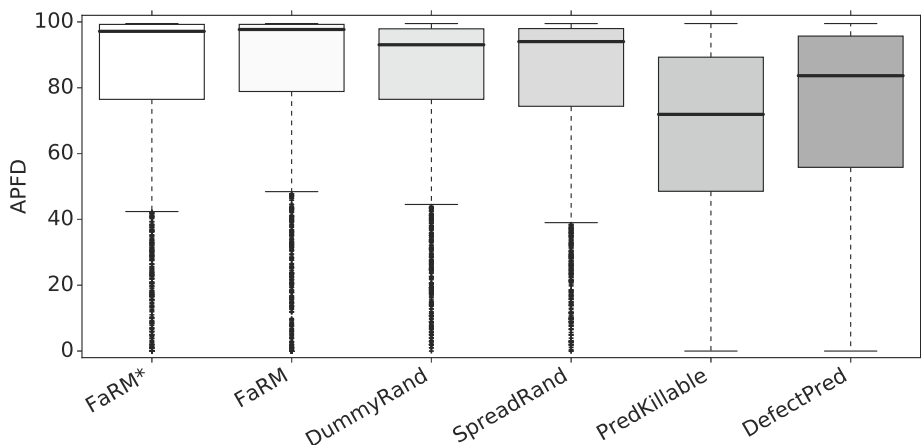 100
80
60
40
20
0
APFD
FaRM*
FaRM
DummyRand
SpreadRand
PredKillable
DefectPred